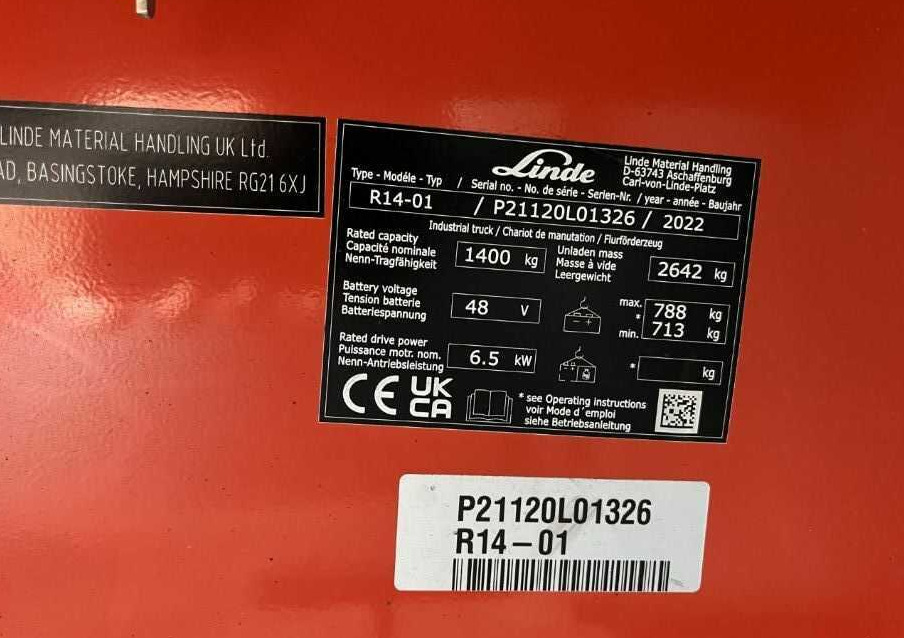 LINDE MATERIAL HANDLING UK Ltd.
AD, BASINGSTOKE, HAMPSHIRE RG21 6XJ
Linde
Linde Material Handling
D-63743 Aschaffenburg
Carl-von-Linde-Platz
Type - Modéle - Typ / Serial no. - No. de série - Serien-Nr. / year - année - Baujahr
R14-01 / P21120L01326 / 2022
Industrial truck / Chariot de manutation / Flurförderzeug
Rated capacity
Capacité nominale
Nenn-Tragfähigkeit
1400 kg
Unladen mass
Masse à vide
Leergewicht
2642 kg
Battery voltage
Tension batterie
Batteriespannung
48 V
max. 788 kg
*
min. 713 kg
Rated drive power
Puissance motr. nom.
Nenn-Antriebsleistung
6.5 kW
* kg
CE UK
CA
* see Operating instructions
voir Mode d´emploi
siehe Betriebsanleitung
P21120L01326
R14-01